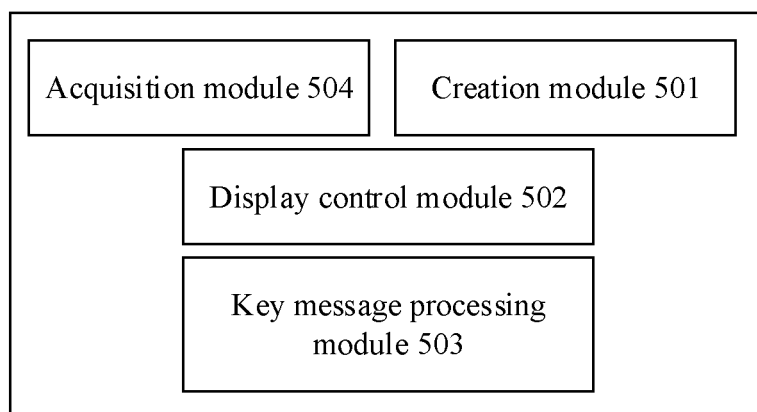 Acquisition module 504
Creation module 501
Display control module 502
Key message processing
module 503